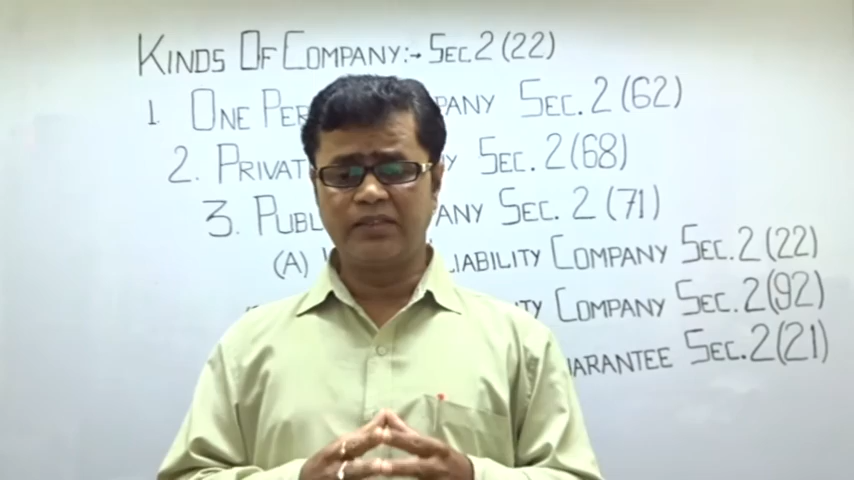 KINDS OF COMPANY:- SEC. 2 (22)
1. ONE PER PANY SEC. 2 (62)
2. PRIVAT Y SEC. 2 (68)
3. PUBL ANY SEC. 2 (71)
(A) LIABILITY COMPANY SEC. 2 (22)
TY COMPANY SEC. 2 (92)
UARANTEE SEC. 2 (21)